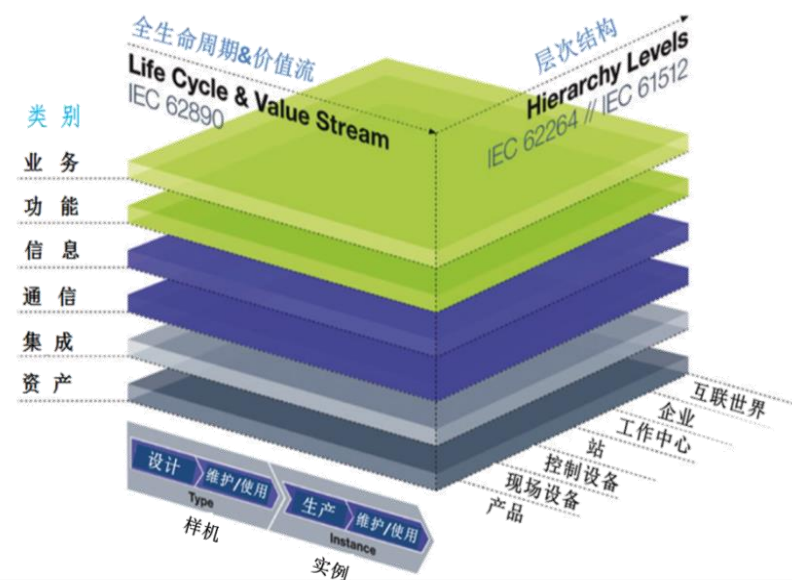 全生命周期&价值流
Life Cycle & Value Stream
IEC 62890
层次结构
Hierarchy Levels
IEC 62264 // IEC 61512
类 别
业 务
功 能
信 息
通 信
集 成
资 产
互联世界
企业
工作中心
站
控制设备
现场设备
产品
设计
维护/使用
Type
样机
生产
维护/使用
Instance
实例